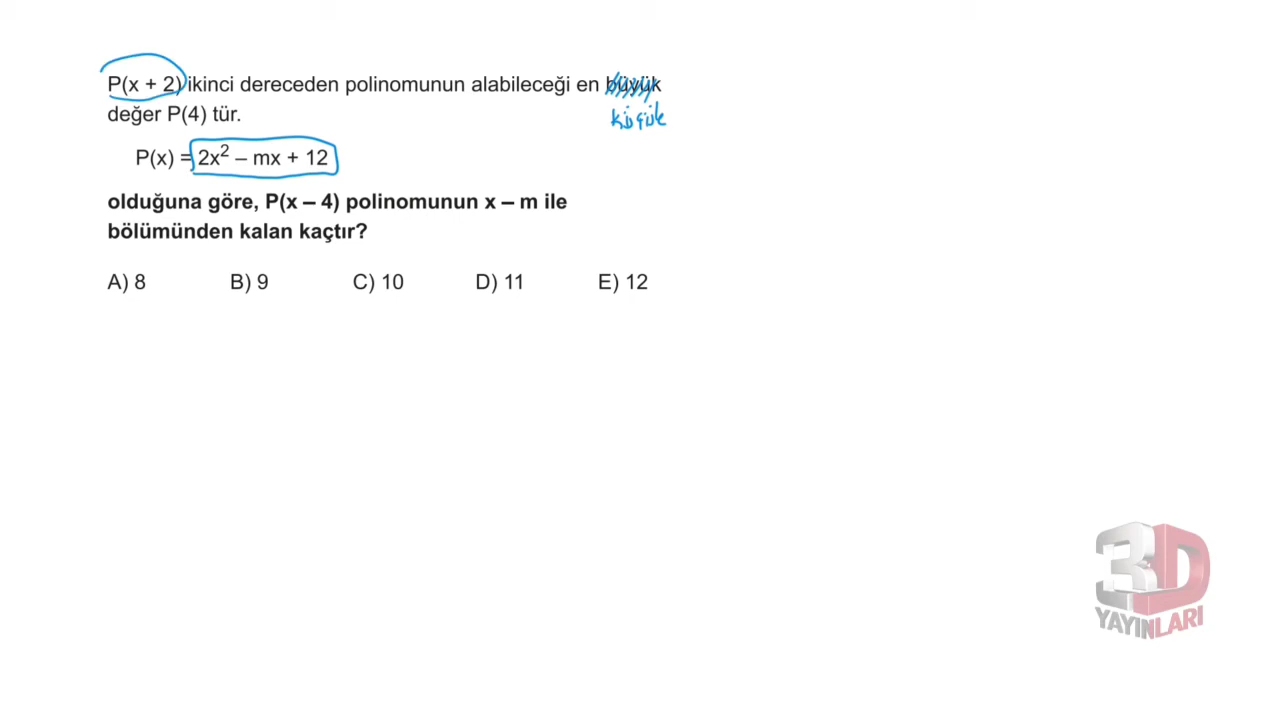 P(x + 2) ikinci dereceden polinomunun alabileceği en büyük
küçük
değer P(4) tür.
P(x) = 2x² – mx + 12
olduğuna göre, P(x – 4) polinomunun x – m ile
bölümünden kalan kaçtır?
A) 8 B) 9 C) 10 D) 11 E) 12
3D
YAYINLARI